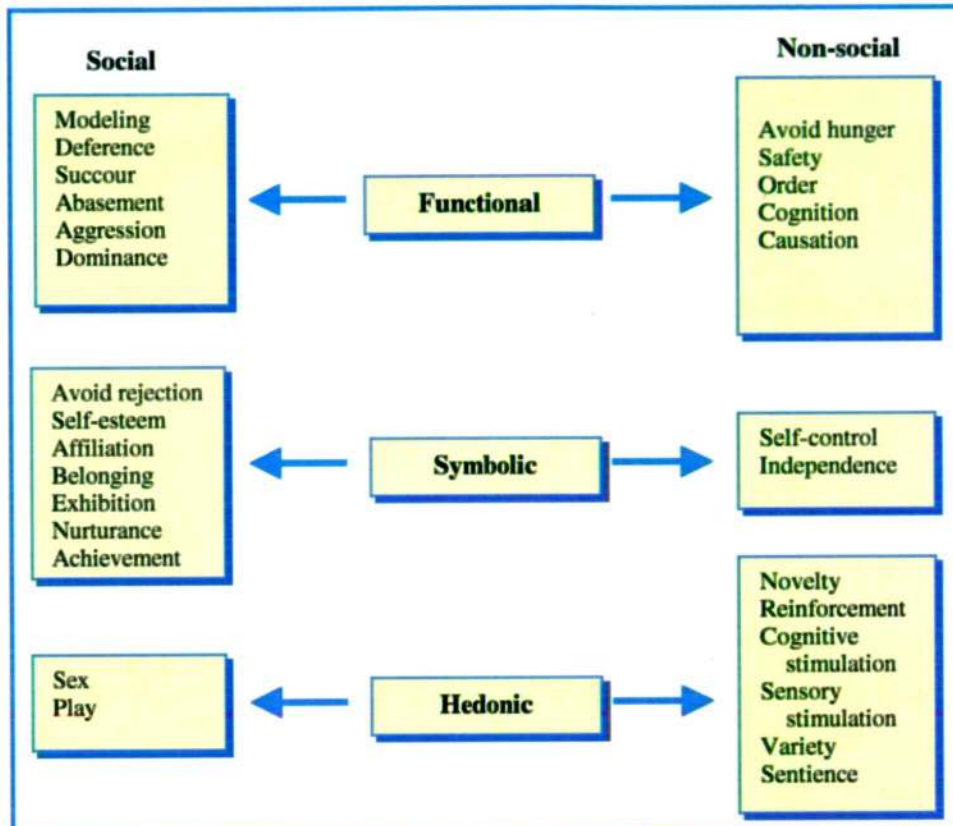 Social
Non-social
Modeling
Deference
Succour
Abasement
Aggression
Dominance
Functional
Avoid hunger
Safety
Order
Cognition
Causation
Avoid rejection
Self-esteem
Affiliation
Belonging
Exhibition
Nurturance
Achievement
Symbolic
Self-control
Independence
Sex
Play
Hedonic
Novelty
Reinforcement
Cognitive
stimulation
Sensory
stimulation
Variety
Sentience